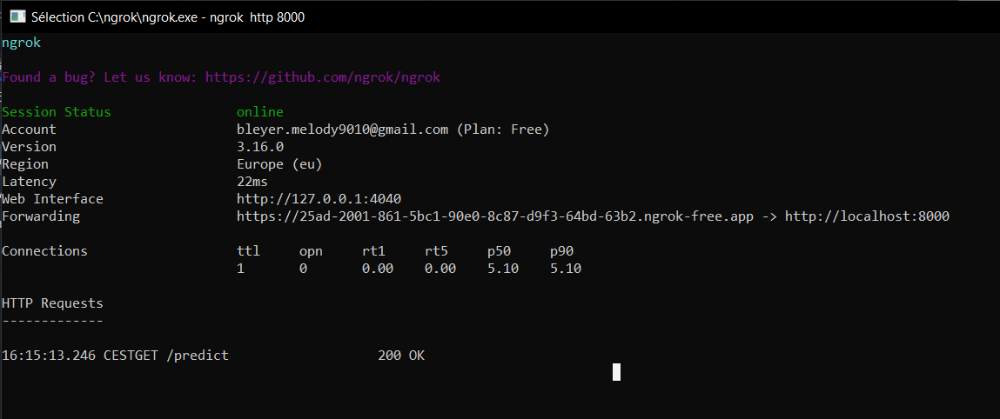 Sélection C:\ngrok\ngrok.exe - ngrok  http 8000
ngrok
Found a bug? Let us know: https://github.com/ngrok/ngrok
Session Status                online
Account                       bleyer.melody9010@gmail.com (Plan: Free)
Version                       3.16.0
Region                        Europe (eu)
Latency                       22ms
Web Interface                 http://127.0.0.1:4040
Forwarding                    https://25ad-2001-861-5bc1-90e0-8c87-d9f3-64bd-63b2.ngrok-free.app -> http://localhost:8000
Connections                   ttl     opn     rt1     rt5     p50     p90
                              1       0       0.00    0.00    5.10    5.10
HTTP Requests
-------------
16:15:13.246 CESTGET /predict                   200 OK